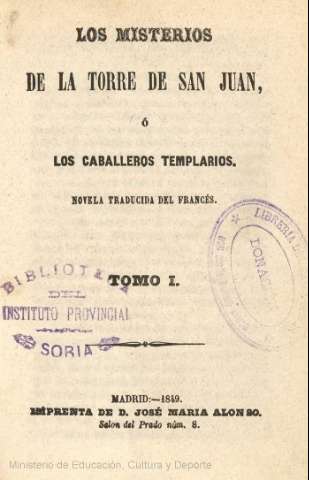 LOS MISTERIOS
DE LA TORRE DE SAN JUAN,
ó
LOS CABALLEROS TEMPLARIOS.
NOVELA TRADUCIDA DEL FRANCÉS.
LIBRERIA
DONAC
TOMO I.
BIBLIOTECA
DEL
INSTITUTO PROVINCIAL
SORIA
MADRID:—1849.
IMPRENTA DE D. JOSÉ MARIA ALONSO.
Salon del Prado núm. 8.
Ministerio de Educación, Cultura y Deporte